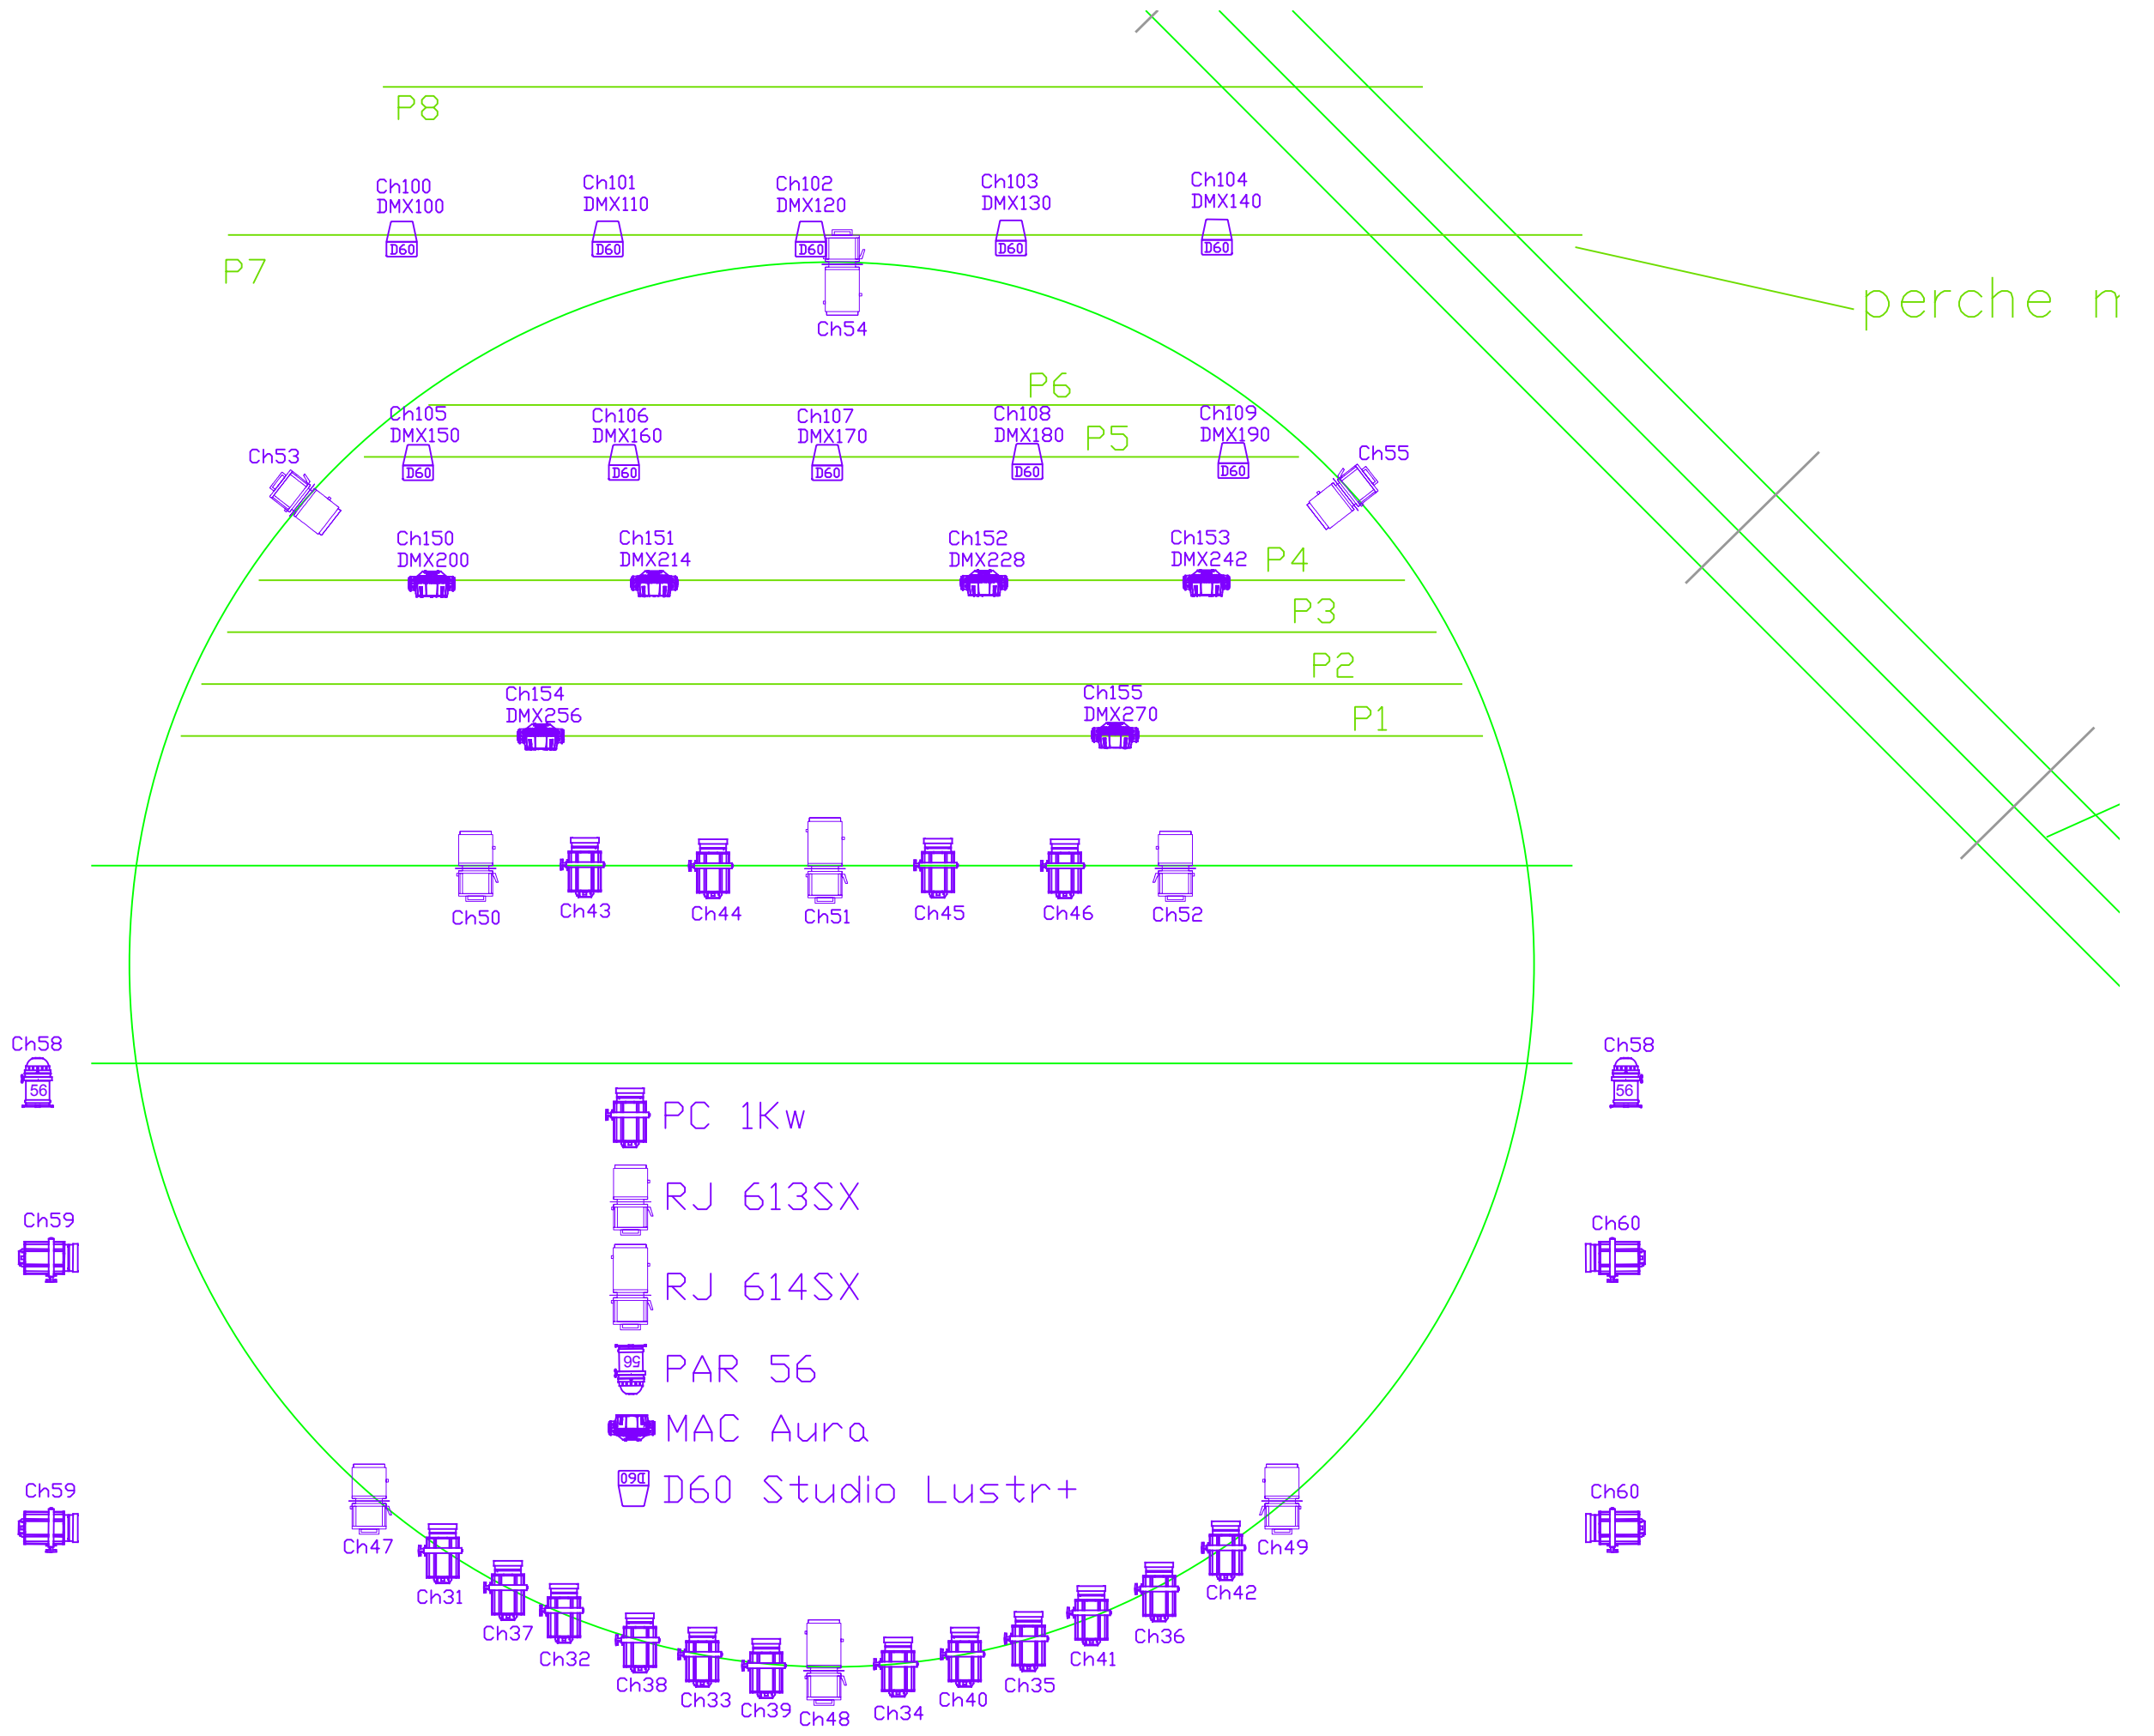 P8
Ch100
DMX100
Ch101
DMX110
Ch102
DMX120
Ch103
DMX130
Ch104
DMX140
D60
D60
D60
D60
D60
P7
perche n
Ch54
P6
Ch105
DMX150
Ch106
DMX160
Ch107
DMX170
Ch108
DMX180
Ch109
DMX190
P5
D60
D60
D60
D60
D60
Ch53
Ch55
Ch150
DMX200
Ch151
DMX214
Ch152
DMX228
Ch153
DMX242
P4
P3
P2
Ch154
DMX256
Ch155
DMX270
P1
Ch50
Ch43
Ch44
Ch51
Ch45
Ch46
Ch52
Ch58
56
Ch58
56
PC 1Kw
RJ 613SX
Ch59
Ch60
RJ 614SX
56
PAR 56
MAC Aura
D60
D60 Studio Lustr+
Ch59
Ch60
Ch47
Ch31
Ch37
Ch32
Ch38
Ch33
Ch39
Ch48
Ch34
Ch40
Ch35
Ch41
Ch36
Ch42
Ch49